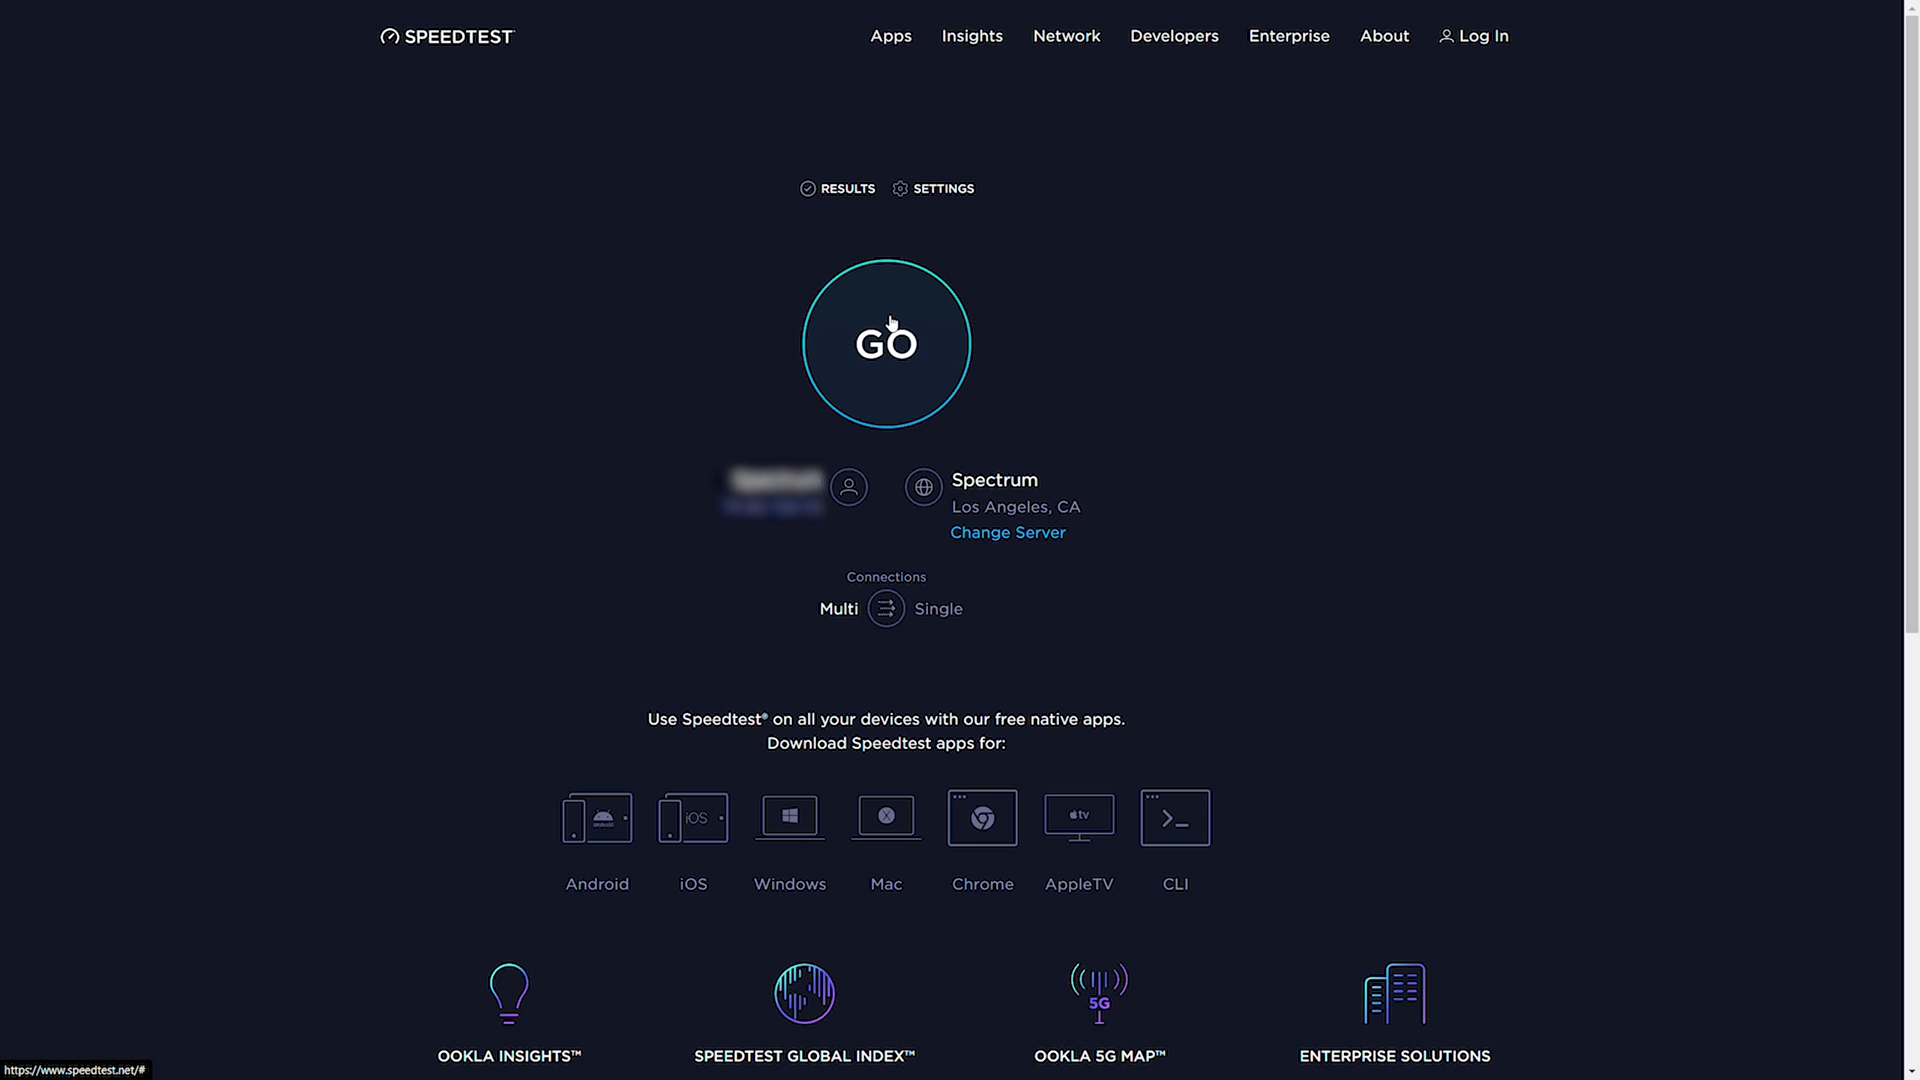 SPEEDTEST
Apps Insights Network Developers Enterprise About Log In
RESULTS SETTINGS
GO
Spectrum
Los Angeles, CA
Change Server
Connections
Multi Single
Use Speedtest® on all your devices with our free native apps.
Download Speedtest apps for:
android iOS X tv
Android iOS Windows Mac Chrome AppleTV CLI
5G
OOKLA INSIGHTS™ SPEEDTEST GLOBAL INDEX™ OOKLA 5G MAP™ ENTERPRISE SOLUTIONS
https://www.speedtest.net/#